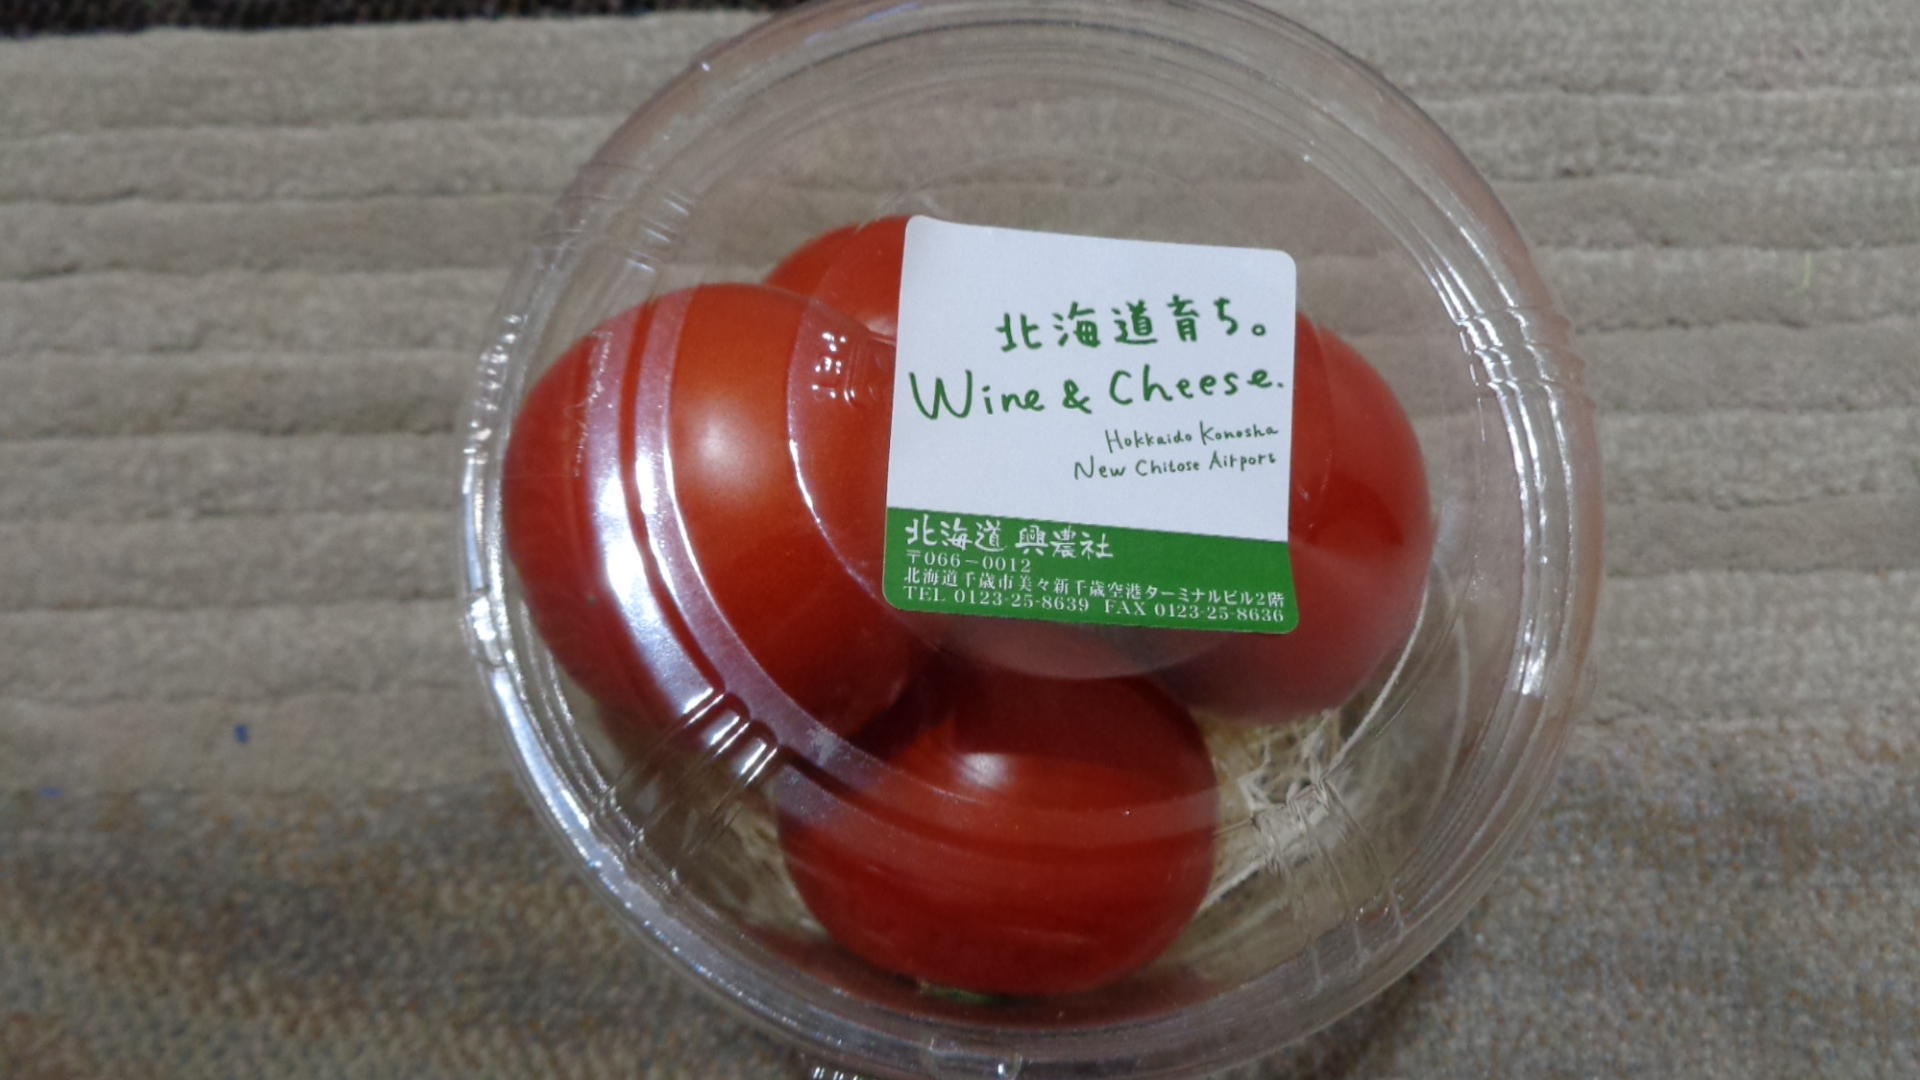 北海道育ち。
Wine & Cheese.
Hokkaido Konosha
New Chitose Airport
北海道 興農社
〒066-0012
北海道千歳市美々新千歳空港ターミナルビル2階
TEL 0123-25-8639 FAX 0123-25-8636